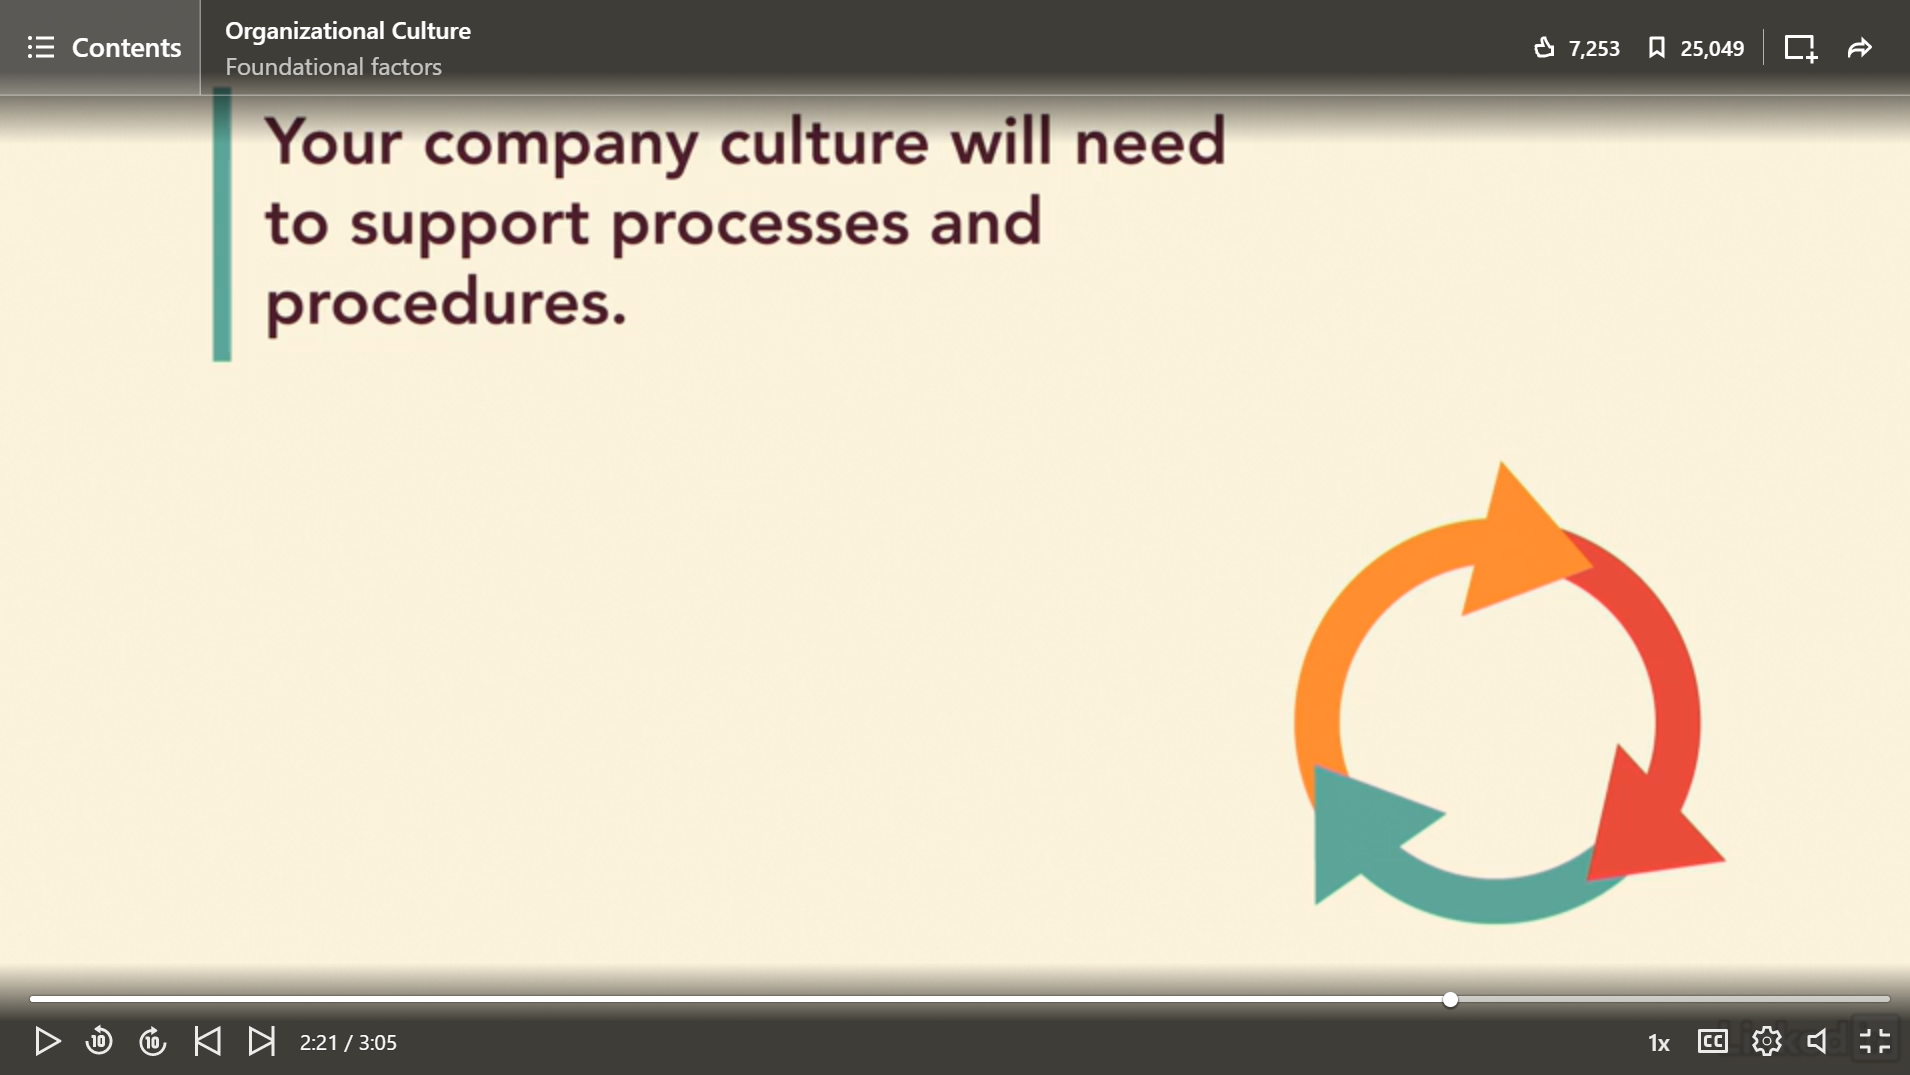 Contents
Organizational Culture
Foundational factors
7,253
25,049
Your company culture will need
to support processes and
procedures.
10
10
2:21 / 3:05
1x
CC
Linked